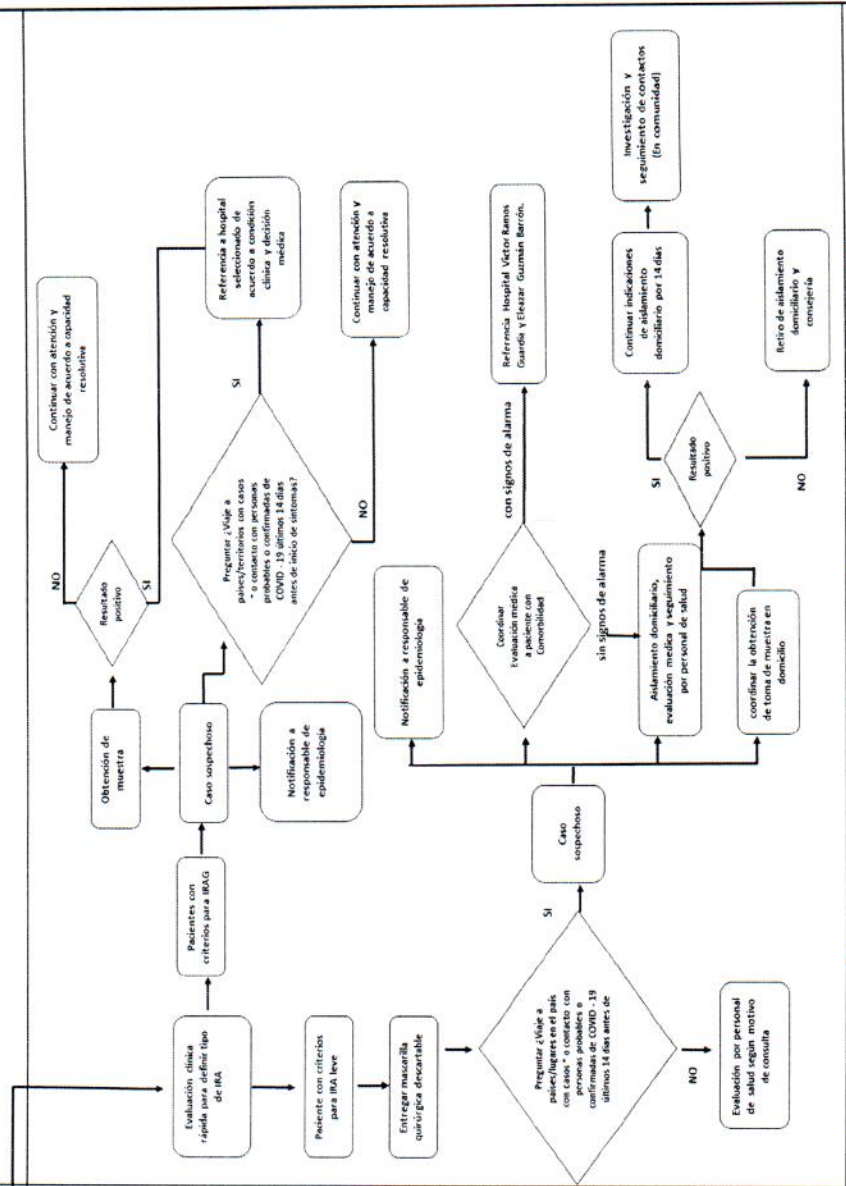 Evaluación clínica
rápida para definir tipo
de IRA
Pacientes con
criterios para IRAG
Caso sospechoso
Obtención de
muestra
Notificación a
responsable de
epidemiologia
Resultado
positivo
NO
SI
Continuar con atención y
manejo de acuerdo a capacidad
resolutiva
Preguntar ¿Viaje a
países/territorios con casos
* o contacto con personas
probables o confirmadas de
COVID - 19 últimos 14 días
antes de inicio de síntomas?
SI
NO
Referencia a hospital
seleccionado de
acuerdo a condición
clínica y decisión
médica
Continuar con atención y
manejo de acuerdo a
capacidad resolutiva
Paciente con criterios
para IRA leve
Entregar mascarilla
quirúrgica descartable
Preguntar ¿Viaje a
países/lugares en el país
con casos * o contacto con
personas probables o
confirmadas de COVID - 19
últimos 14 días antes de
SI
NO
Evaluación por personal
de salud según motivo
de consulta
Caso
sospechoso
Notificación a responsable de
epidemiología
Coordinar
Evaluación médica
a paciente con
Comorbilidad
con signos de alarma
sin signos de alarma
Referencia Hospital Víctor Ramos
Guardia y Eleazar Guzmán Barrón.
Aislamiento domiciliario,
evaluación medica y seguimiento
por personal de salud
coordinar la obtención
de toma de muestra en
domicilio
Resultado
positivo
SI
NO
Continuar indicaciones
de aislamiento
domiciliario por 14 días
Investigación y
seguimiento de contactos
(En comunidad)
Retiro de aislamiento
domiciliario y
consejería